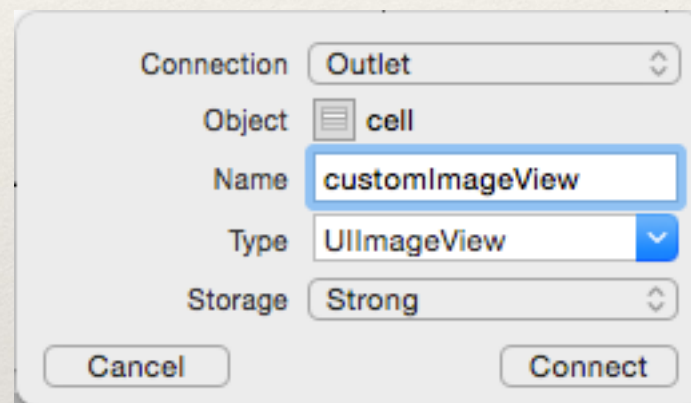 Connection Outlet
Object cell
Name customImageView
Type UIImageView
Storage Strong
Cancel Connect